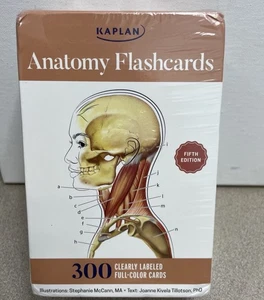 KAPLAN
Anatomy Flashcards
FIFTH
EDITION
a
b
c
d
e
f
g
h
i
j
k
300 CLEARLY LABELED
FULL-COLOR CARDS
Illustrations: Stephanie McCann, MA • Text: Joanne Kivela Tillotson, PhD